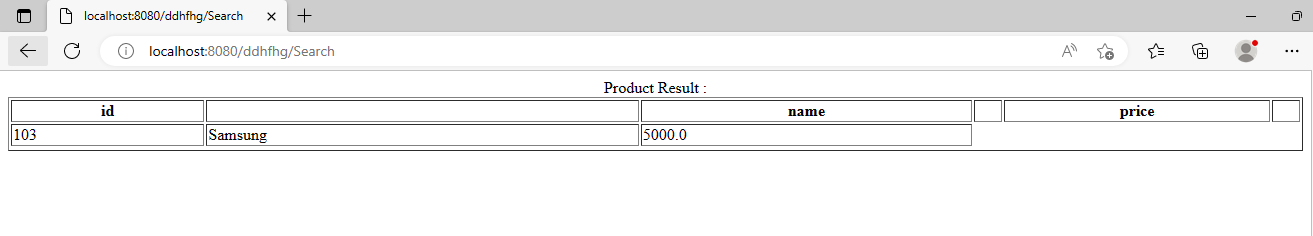 localhost:8080/ddhfhg/Search
localhost:8080/ddhfhg/Search
Product Result :
id name price
103 Samsung 5000.0